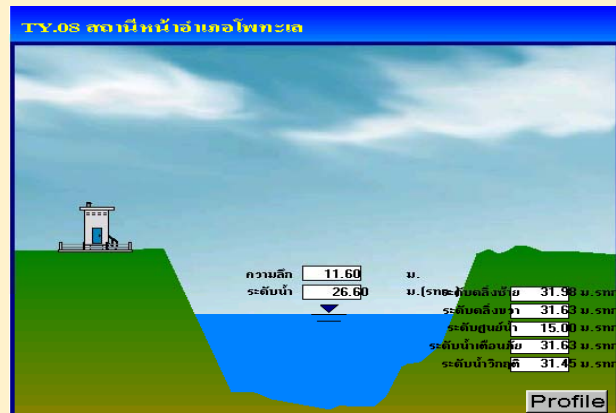 TY.08 สถานีหน้าอำเภอโพทะเล
ความลึก 11.60 ม.
ระดับน้ำ 26.60 ม.(รทก.)
ระดับตลิ่งซ้าย 31.98 ม.รทก
ระดับตลิ่งขวา 31.63 ม.รทก
ระดับศูนย์น้ำ 15.00 ม.รทก
ระดับน้ำเตือนภัย 31.63 ม.รทก
ระดับน้ำวิกฤติ 31.45 ม.รทก
Profile